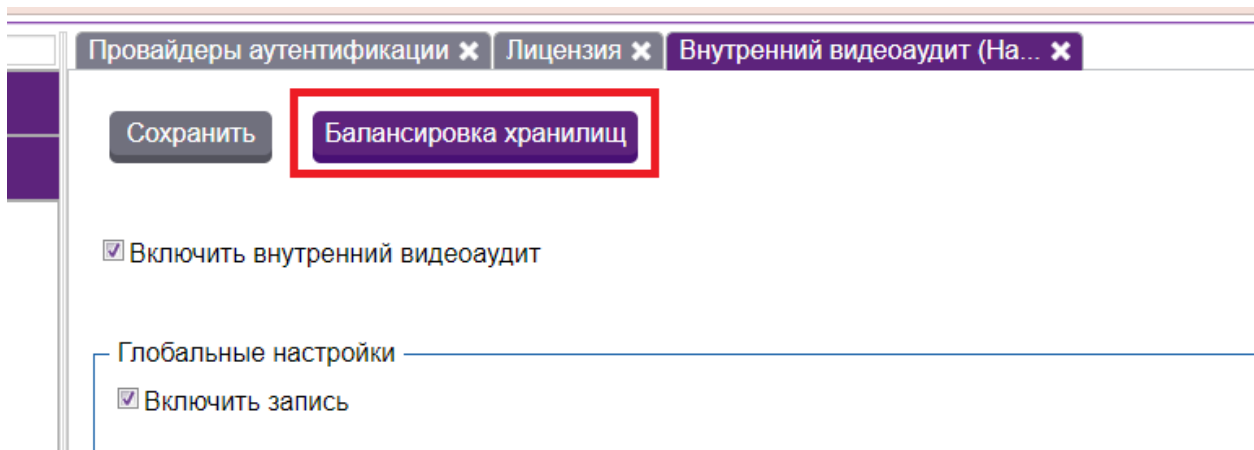 Провайдеры аутентификации Лицензия Внутренний видеоаудит (На...
Сохранить Балансировка хранилищ
Включить внутренний видеоаудит
Глобальные настройки
Включить запись